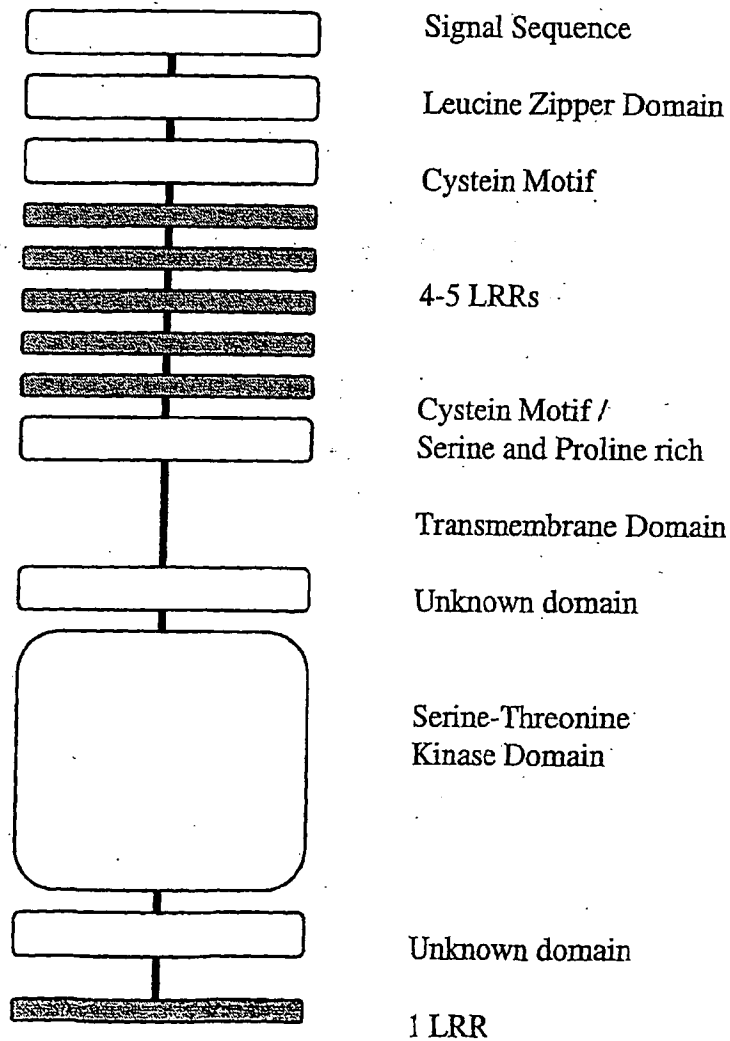 Signal Sequence
Leucine Zipper Domain
Cystein Motif
4-5 LRRs
Cystein Motif /
Serine and Proline rich
Transmembrane Domain
Unknown domain
Serine-Threonine
Kinase Domain
Unknown domain
1 LRR